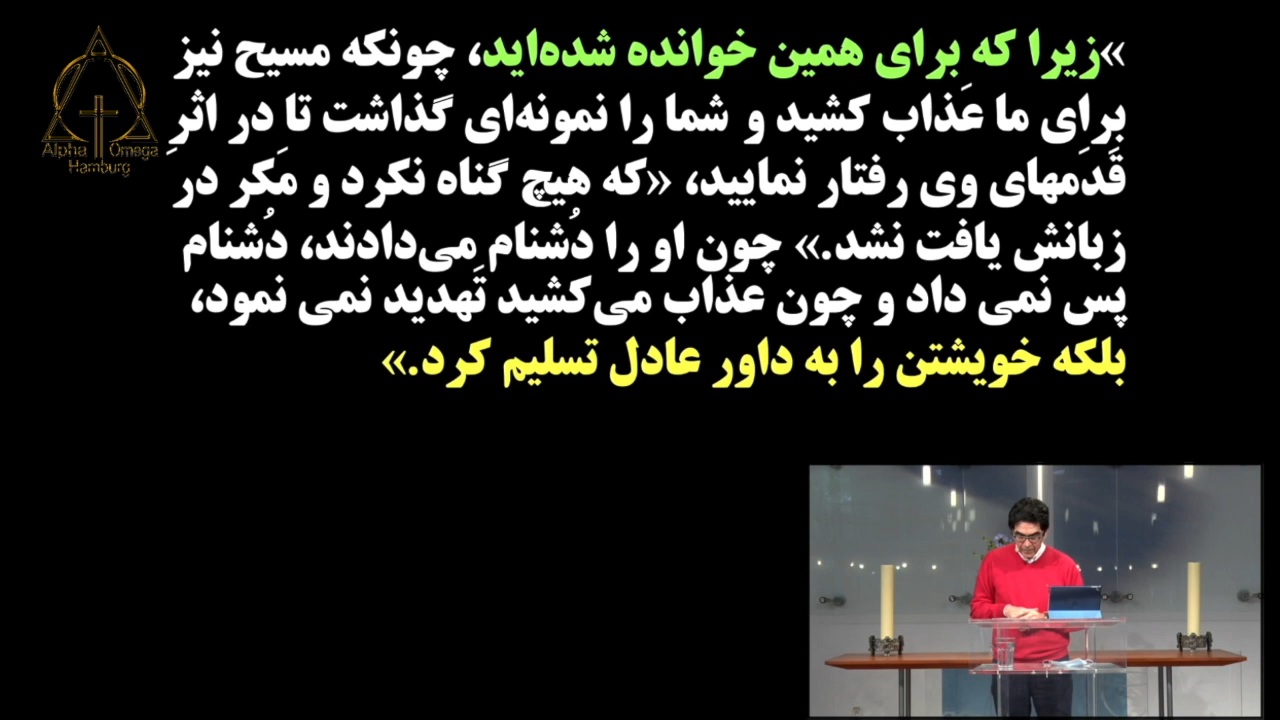 Alpha Omega
Hamburg
«زیرا که برای همین خوانده شده‌اید، چونکه مسیح نیز
برایِ ما عَذاب کشید و شما را نمونه‌ای گذاشت تا در اثرِ
قَدَمهای وی رفتار نمایید، «که هیچ گناه نکرد و مَکر در
زبانش یافت نشد.» چون او را دُشنام می‌دادند، دُشنام
پس نمی داد و چون عذاب می‌کشید تَهدید نمی نمود،
بلکه خویشتن را به داور عادل تسلیم کرد.»